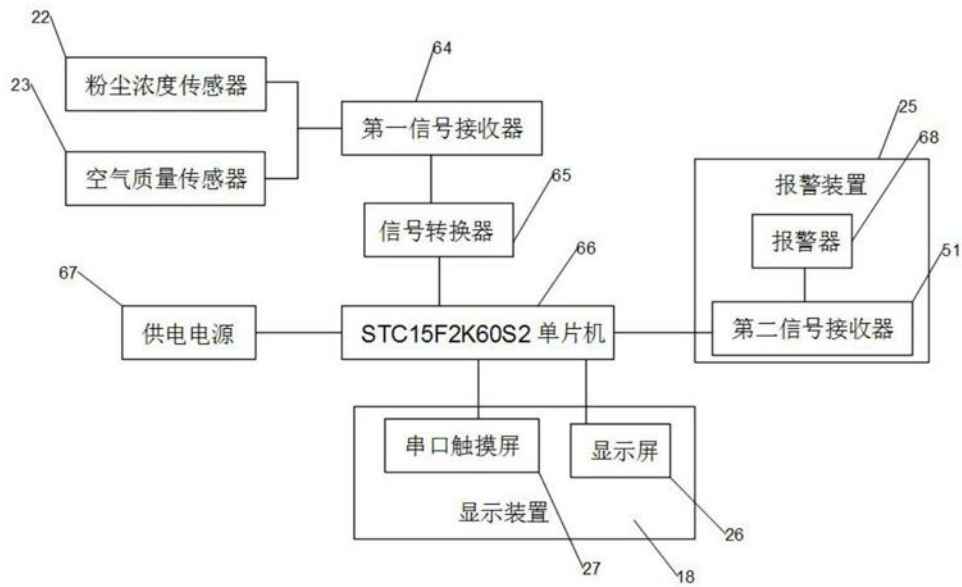 22
64
粉尘浓度传感器
23
第一信号接收器
25
68
空气质量传感器
65
报警装置
信号转换器
报警器
51
66
67
供电电源
STC15F2K60S2 单片机
第二信号接收器
串口触摸屏
显示屏
显示装置
27
18
26